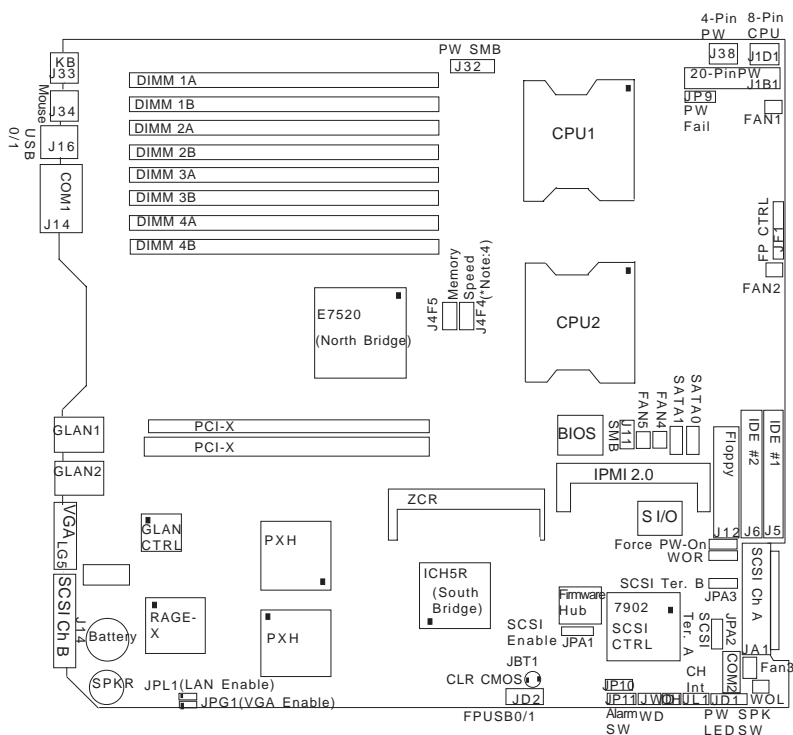 4-Pin PW
8-Pin CPU
J38
J1D1
20-PinPW
J1B1
JP9
PW Fail
FAN1
PW SMB
J32
KB
J33
Mouse
J34
USB 0/1
J16
COM1
J14
DIMM 1A
DIMM 1B
DIMM 2A
DIMM 2B
DIMM 3A
DIMM 3B
DIMM 4A
DIMM 4B
CPU1
FP CTRL
JF1
FAN2
E7520
(North Bridge)
J4F5
Memory
Speed
(*Note:4)
J4F4
CPU2
GLAN1
GLAN2
PCI-X
PCI-X
BIOS
SMB
J11
FAN5
FAN4
SATA1
SATA0
Floppy
J12
IDE #2
J6
IDE #1
J5
IPMI 2.0
ZCR
S I/O
Force PW-On
WOR
VGA
LG5
GLAN CTRL
PXH
ICH5R
(South Bridge)
Firmware Hub
SCSI Ter. B
JPA3
SCSI Ch A
JA1
SCSI Enable
JPA1
7902
SCSI CTRL
SCSI Ter. A
JPA2
SCSI Ch B
J14
Battery
RAGE-X
PXH
SPKR
JPL1(LAN Enable)
JPG1(VGA Enable)
JBT1
CLR CMOS
JD2
FPUSB0/1
CH Int
COM2
Fan3
WOL
JP10
JP11
Alarm SW
JWD
WD
JL1
JD1
PW LED
SPK SW